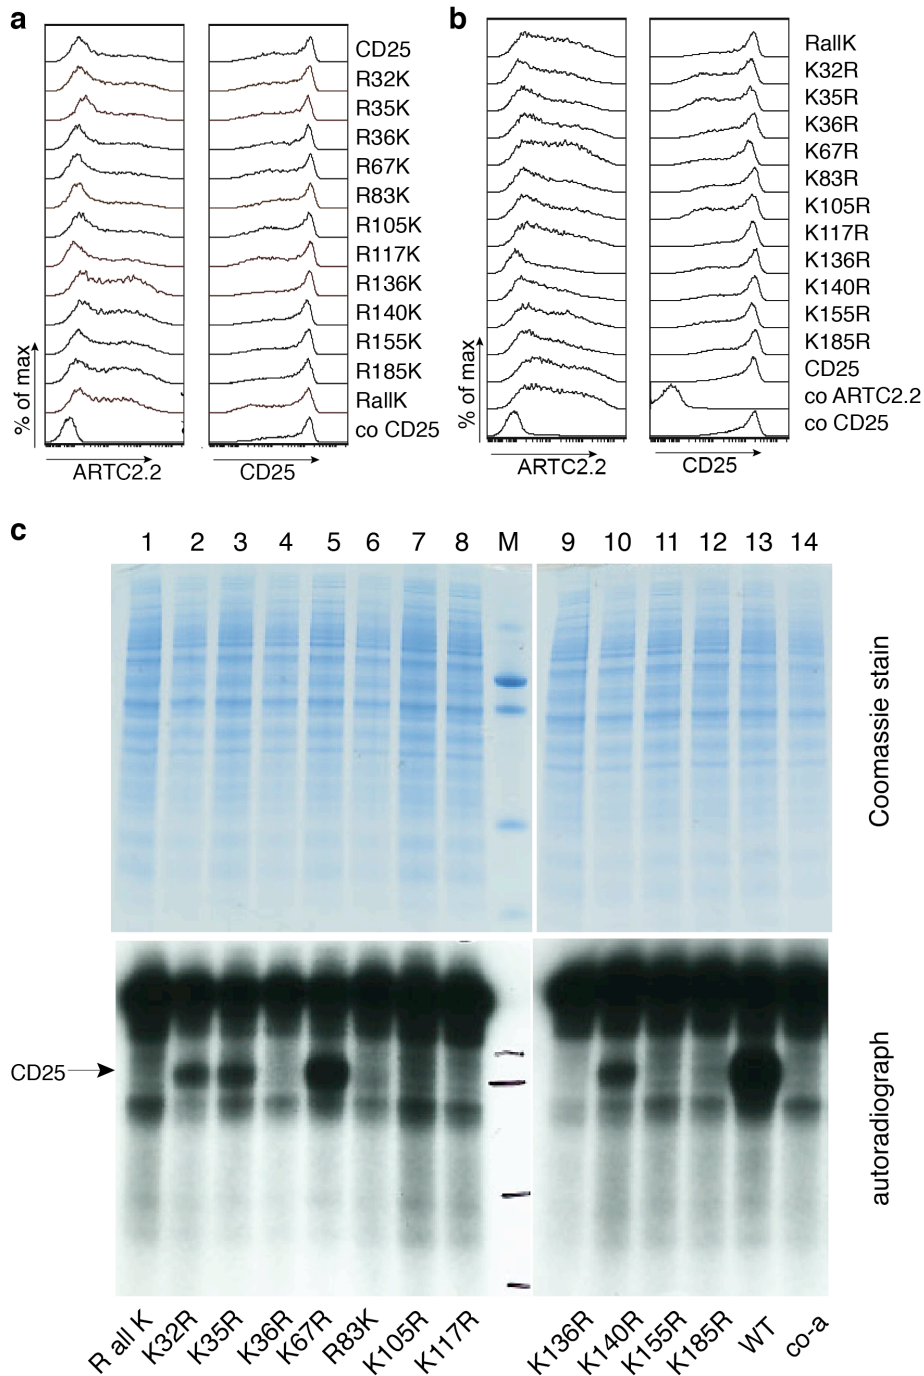 a
CD25
R32K
R35K
R36K
R67K
R83K
R105K
R117K
R136K
R140K
R155K
R185K
RallK
co CD25
% of max
ARTC2.2
CD25
b
RallK
K32R
K35R
K36R
K67R
K83R
K105R
K117R
K136R
K140R
K155R
K185R
CD25
co ARTC2.2
co CD25
% of max
ARTC2.2
CD25
c
1 2 3 4 5 6 7 8 M 9 10 11 12 13 14
Coomassie stain
CD25
autoradiograph
R all K K32R K35R K36R K67R R83K K105R K117R K136R K140R K155R K185R WT co-a